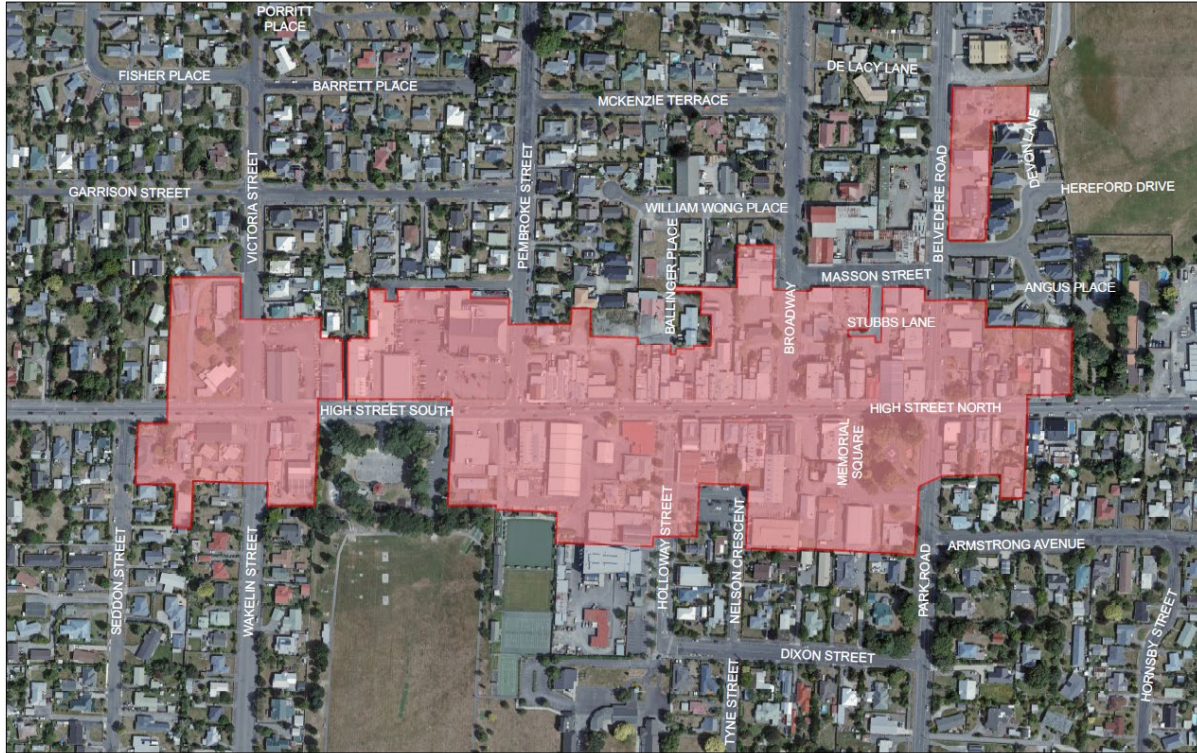 PORRITT
PLACE
FISHER PLACE
BARRETT PLACE
DE LACY LANE
MCKENZIE TERRACE
GARRISON STREET
VICTORIA STREET
PEMBROKE STREET
WILLIAM WONG PLACE
BELVEDERE ROAD
DEVON LANE
HEREFORD DRIVE
MASSON STREET
ANGUS PLACE
BALLINGER PLACE
BROADWAY
STUBBS LANE
HIGH STREET SOUTH
HIGH STREET NORTH
MEMORIAL
SQUARE
SEDDON STREET
WAKELIN STREET
HOLLOWAY STREET
NELSON CRESCENT
PARK ROAD
ARMSTRONG AVENUE
HORNSBY STREET
DIXON STREET
TYNE STREET